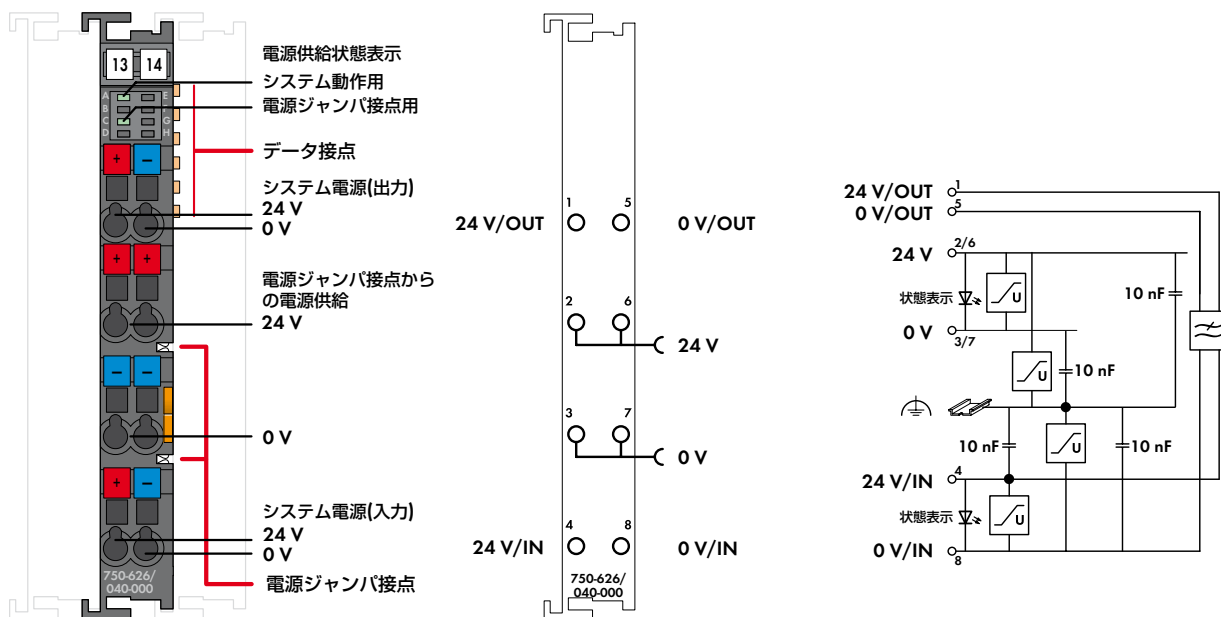 13 14
電源供給状態表示
システム動作用
電源ジャンパ接点用
A E
B F
C G
D H
データ接点
+ −
システム電源(出力)
24 V
0 V
+ +
電源ジャンパ接点から
の電源供給
24 V
− −
0 V
+ −
システム電源(入力)
24 V
0 V
750-626/
040-000
電源ジャンパ接点
1 5
24 V/OUT 0 V/OUT
2 6
24 V
3 7
0 V
4 8
24 V/IN 0 V/IN
750-626/
040-000
24 V/OUT 1
0 V/OUT 5
24 V 2/6
状態表示 U 10 nF
0 V
3/7
U 10 nF
10 nF U 10 nF
24 V/IN 4
状態表示 U
0 V/IN
8